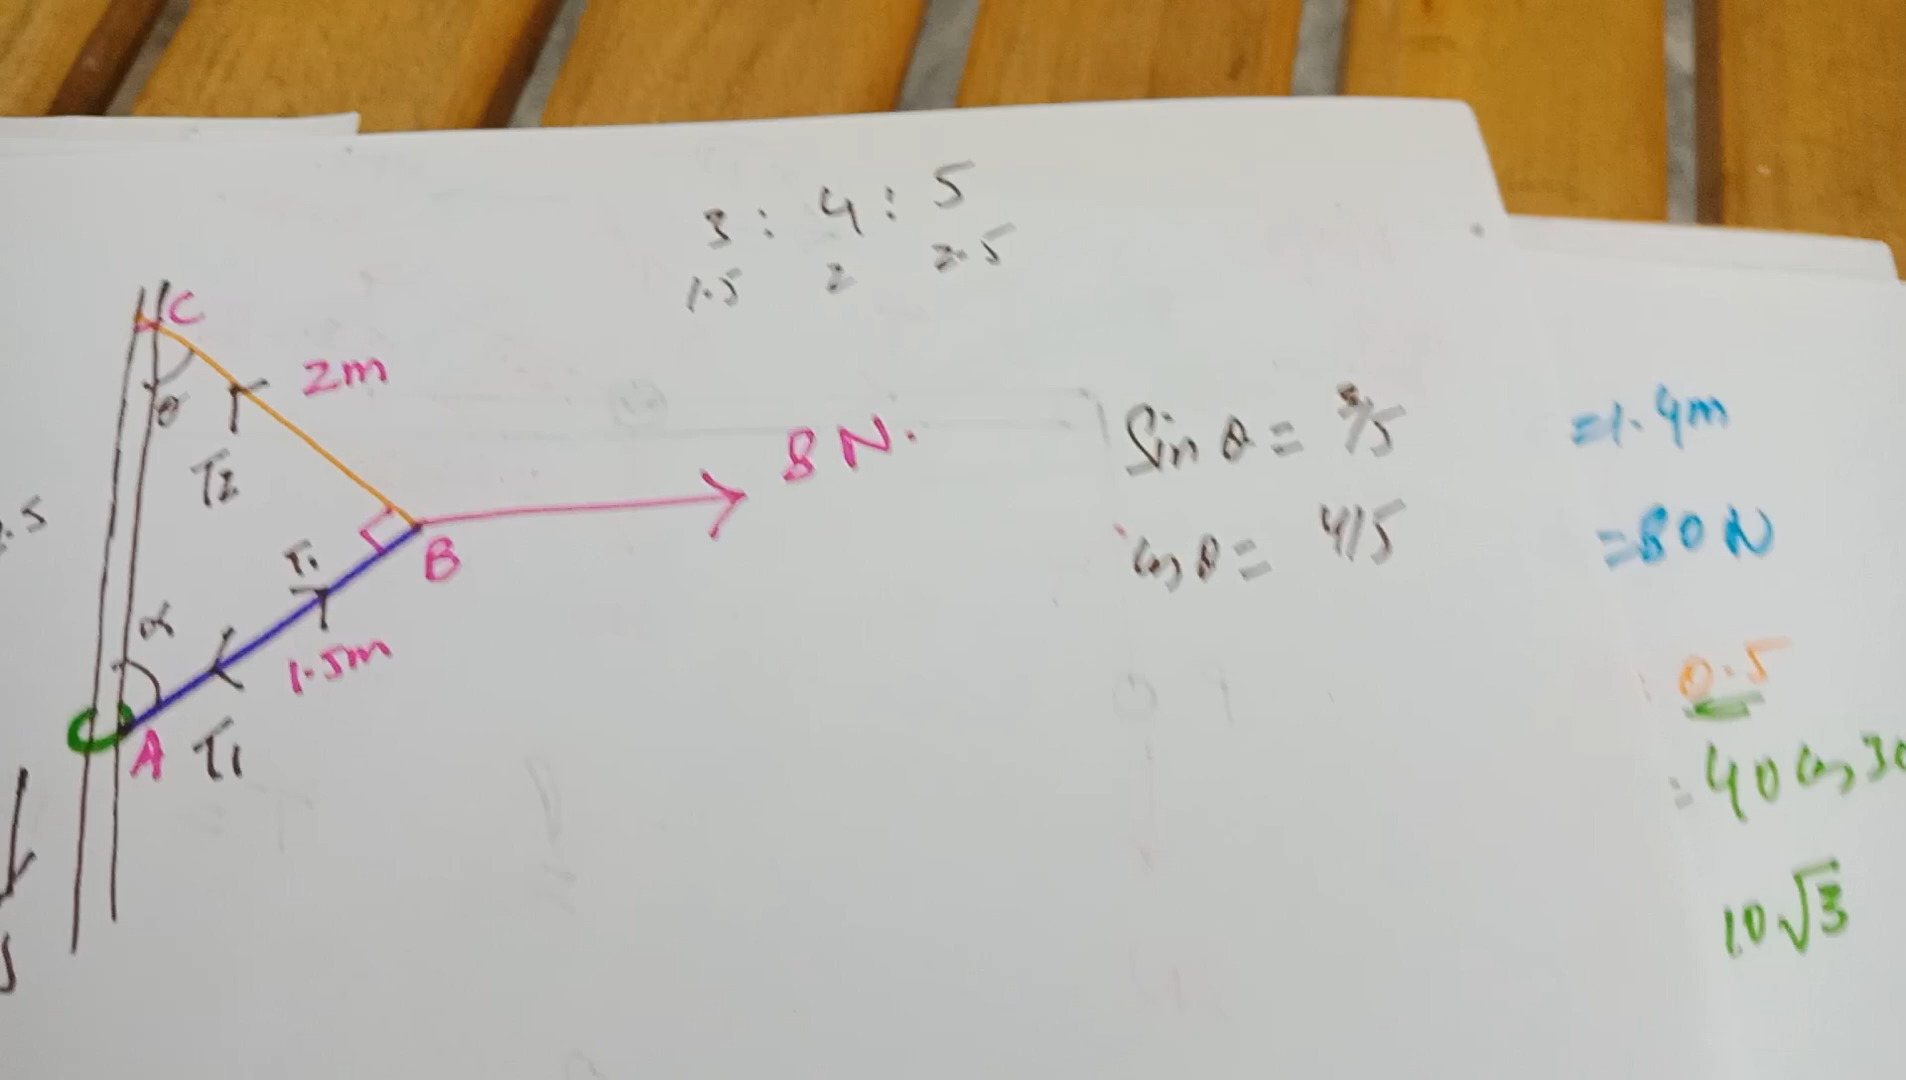 3 : 4 : 5
1.5 2 2.5
C
2m
θ
T2
8 N.
B
T1
α
1.5m
A T1
Sin θ = 3/5
Cos θ = 4/5
=1.4m
=80N
0.5
10√3